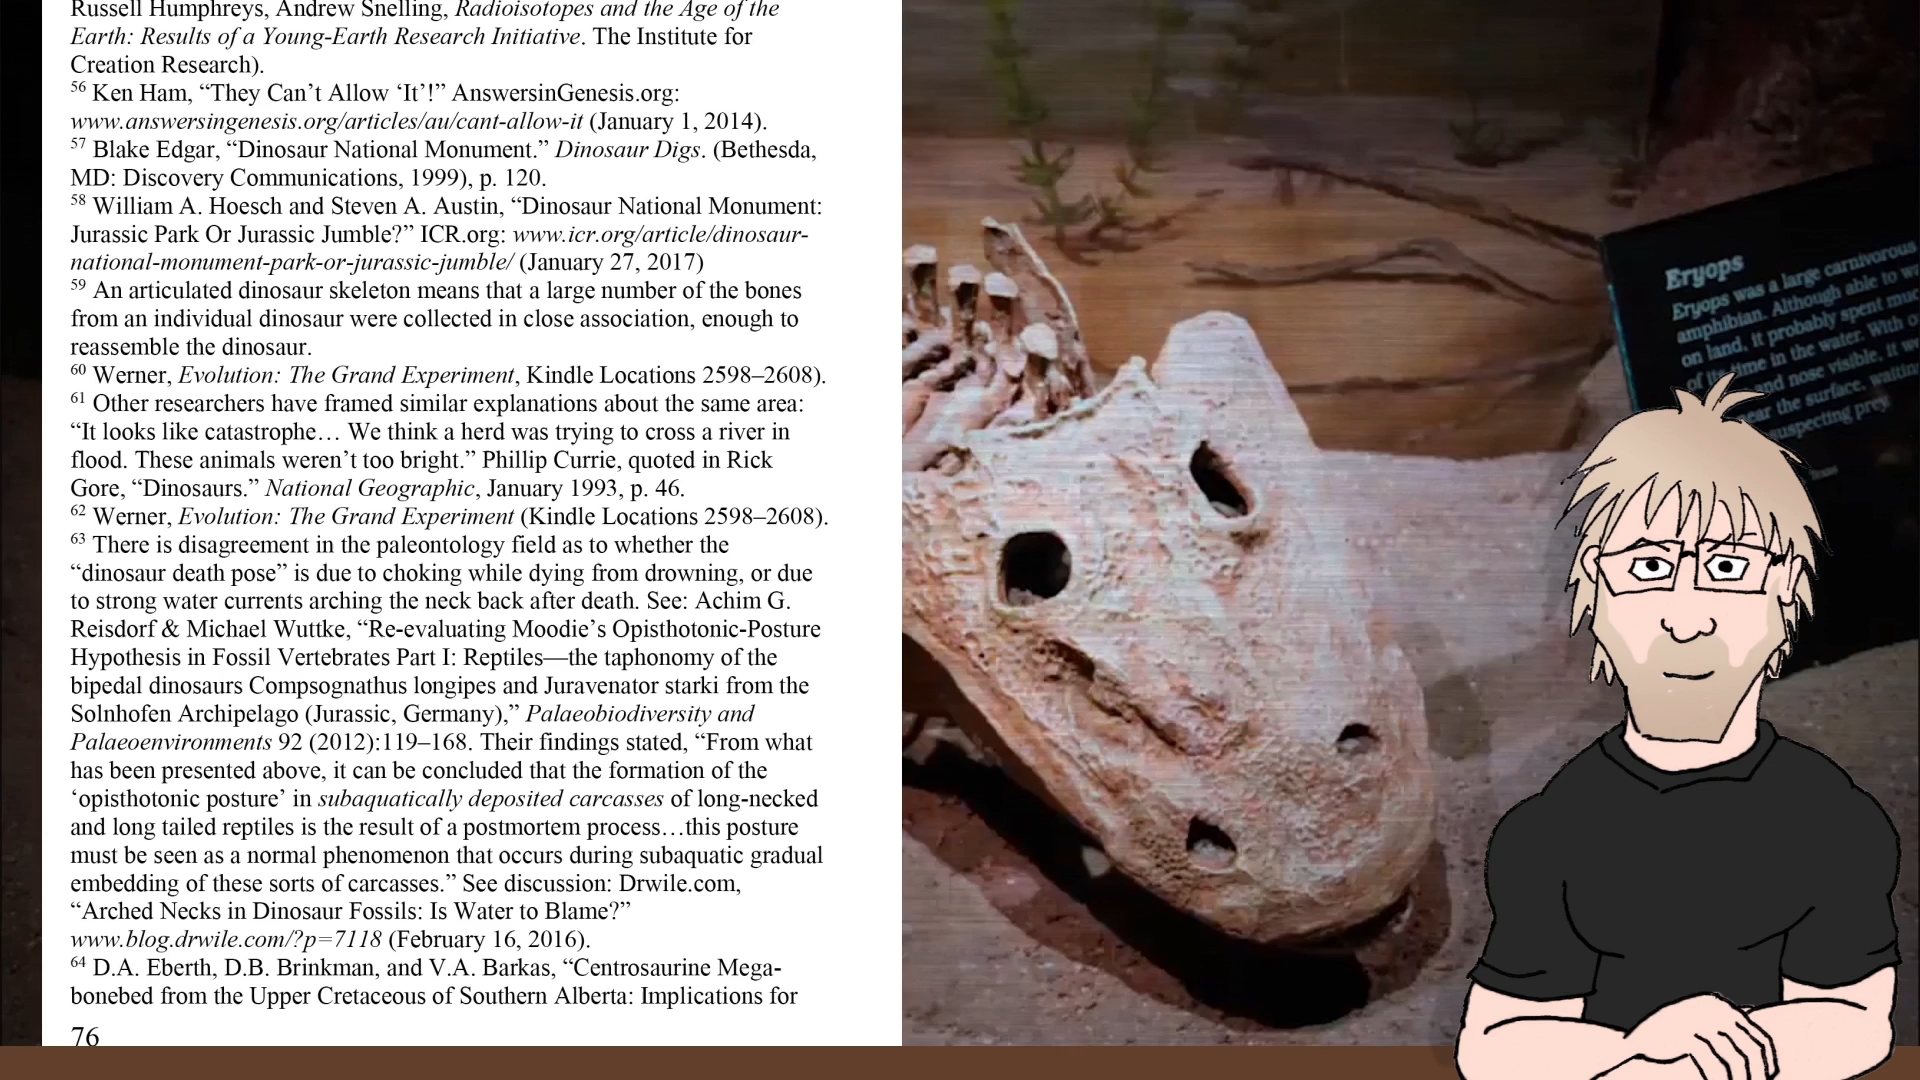 Russell Humphreys, Andrew Snelling, Radioisotopes and the Age of the
Earth: Results of a Young-Earth Research Initiative. The Institute for
Creation Research).
56 Ken Ham, “They Can’t Allow ‘It’!” AnswersinGenesis.org:
www.answersingenesis.org/articles/au/cant-allow-it (January 1, 2014).
57 Blake Edgar, “Dinosaur National Monument.” Dinosaur Digs. (Bethesda,
MD: Discovery Communications, 1999), p. 120.
58 William A. Hoesch and Steven A. Austin, “Dinosaur National Monument:
Jurassic Park Or Jurassic Jumble?” ICR.org: www.icr.org/article/dinosaur-
national-monument-park-or-jurassic-jumble/ (January 27, 2017)
59 An articulated dinosaur skeleton means that a large number of the bones
from an individual dinosaur were collected in close association, enough to
reassemble the dinosaur.
60 Werner, Evolution: The Grand Experiment, Kindle Locations 2598–2608).
61 Other researchers have framed similar explanations about the same area:
“It looks like catastrophe… We think a herd was trying to cross a river in
flood. These animals weren’t too bright.” Phillip Currie, quoted in Rick
Gore, “Dinosaurs.” National Geographic, January 1993, p. 46.
62 Werner, Evolution: The Grand Experiment (Kindle Locations 2598–2608).
63 There is disagreement in the paleontology field as to whether the
“dinosaur death pose” is due to choking while dying from drowning, or due
to strong water currents arching the neck back after death. See: Achim G.
Reisdorf & Michael Wuttke, “Re-evaluating Moodie’s Opisthotonic-Posture
Hypothesis in Fossil Vertebrates Part I: Reptiles—the taphonomy of the
bipedal dinosaurs Compsognathus longipes and Juravenator starki from the
Solnhofen Archipelago (Jurassic, Germany),” Palaeobiodiversity and
Palaeoenvironments 92 (2012):119–168. Their findings stated, “From what
has been presented above, it can be concluded that the formation of the
‘opisthotonic posture’ in subaquatically deposited carcasses of long-necked
and long tailed reptiles is the result of a postmortem process…this posture
must be seen as a normal phenomenon that occurs during subaquatic gradual
embedding of these sorts of carcasses.” See discussion: Drwile.com,
“Arched Necks in Dinosaur Fossils: Is Water to Blame?”
www.blog.drwile.com/?p=7118 (February 16, 2016).
64 D.A. Eberth, D.B. Brinkman, and V.A. Barkas, “Centrosaurine Mega-
bonebed from the Upper Cretaceous of Southern Alberta: Implications for
76
Eryops
Eryops was a large carnivorous
amphibian. Although able to
on land, it probably spent
of its time in the water. With
and nose visible, it
near the surface, waiting
unsuspecting prey